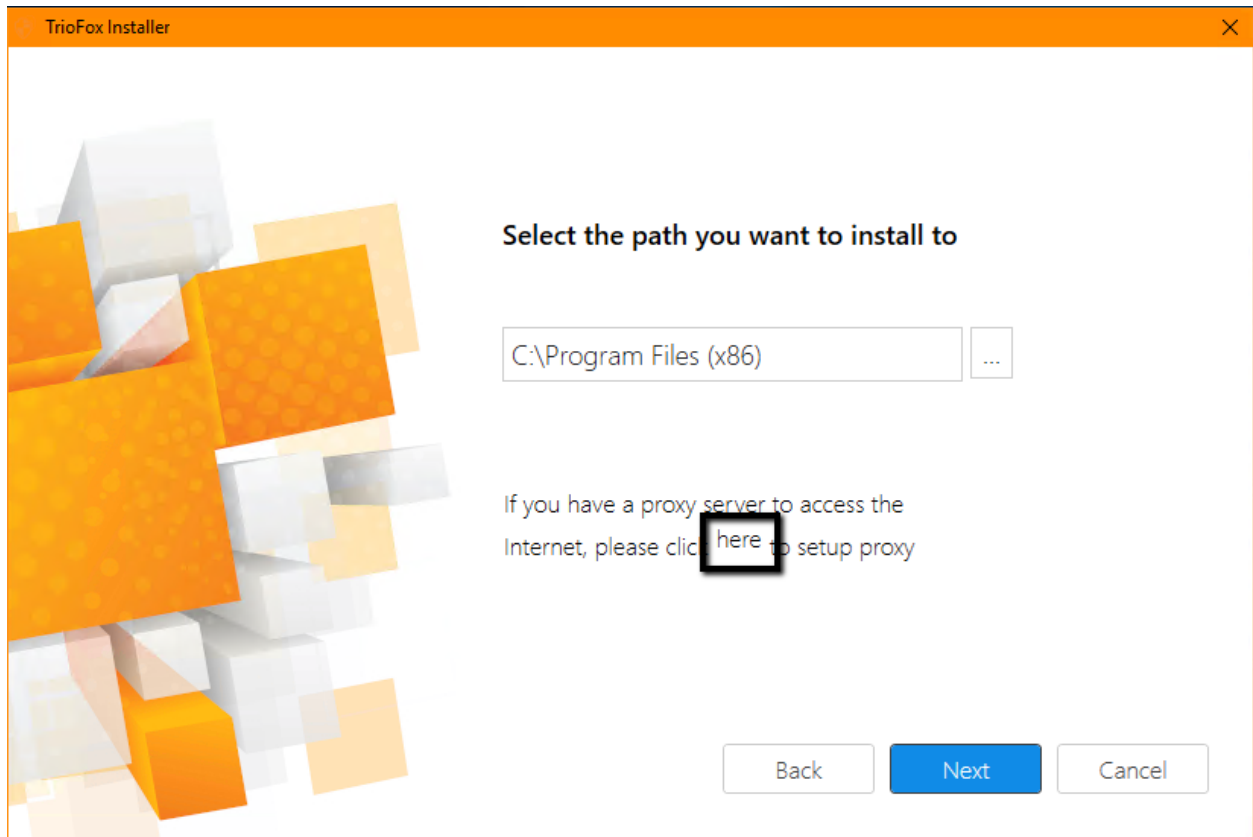 TrioFox Installer
Select the path you want to install to
C:\Program Files (x86)
...
If you have a proxy server to access the
Internet, please click here to setup proxy
Back Next Cancel